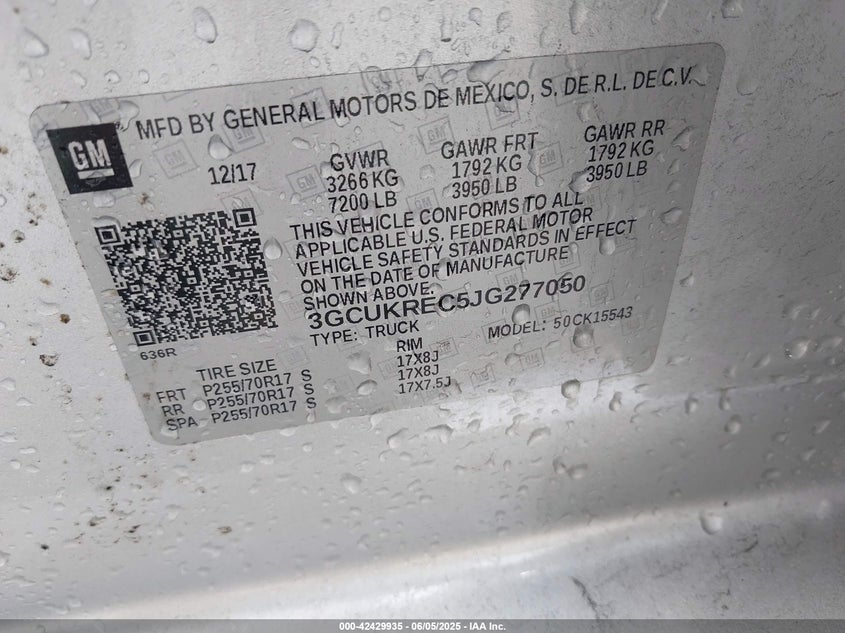 GM
MFD BY GENERAL MOTORS DE MEXICO, S. DE R.L. DE C.V.
12/17
GVWR
3266 KG
7200 LB
GAWR FRT
1792 KG
3950 LB
GAWR RR
1792 KG
3950 LB
THIS VEHICLE CONFORMS TO ALL
APPLICABLE U.S. FEDERAL MOTOR
VEHICLE SAFETY STANDARDS IN EFFECT
ON THE DATE OF MANUFACTURE
SHOWN ABOVE.
3GCUKREC5JG277050
TYPE: TRUCK MODEL: 50CK15543
636R
TIRE SIZE RIM
FRT P255/70R17 S 17X8J
RR P255/70R17 S 17X8J
SPA P255/70R17 S 17X7.5J
000-42429935 - 06/05/2025 - IAA Inc.